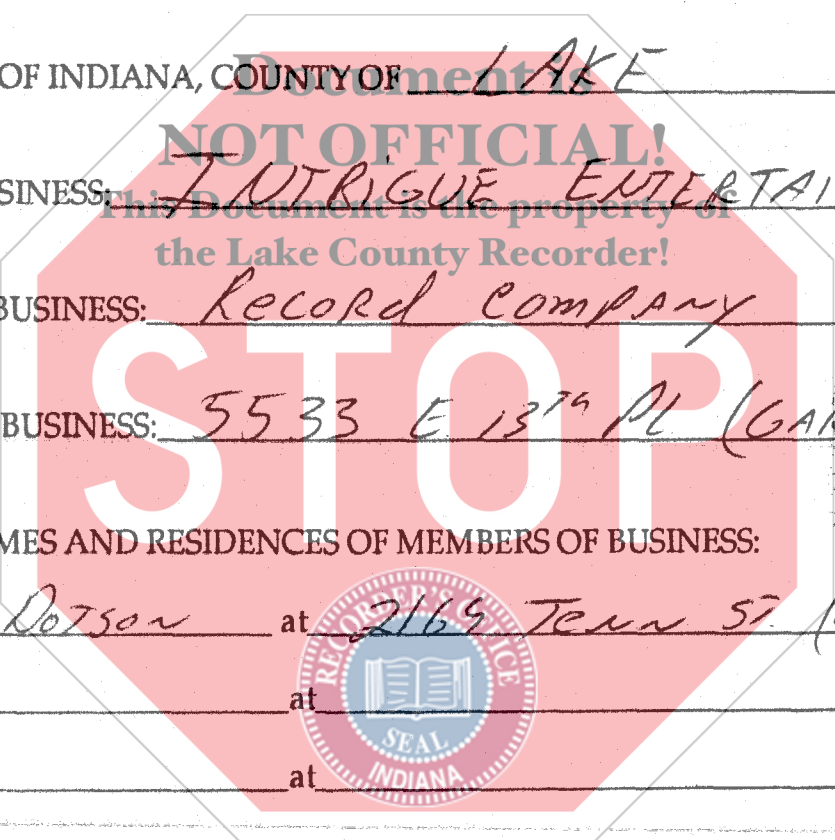 OF INDIANA, COUNTY OF LAKE
Document is
NOT OFFICIAL!
SINESS: INTRIGUE ENTERTAI
This Document is the property of
the Lake County Recorder!
BUSINESS: Record Company
STOP
BUSINESS: 5533 E 13TH PL (GAR
MES AND RESIDENCES OF MEMBERS OF BUSINESS:
Dotson at 2169 Tenn ST. (
at
at
RECORDER'S OFFICE
SEAL
INDIANA